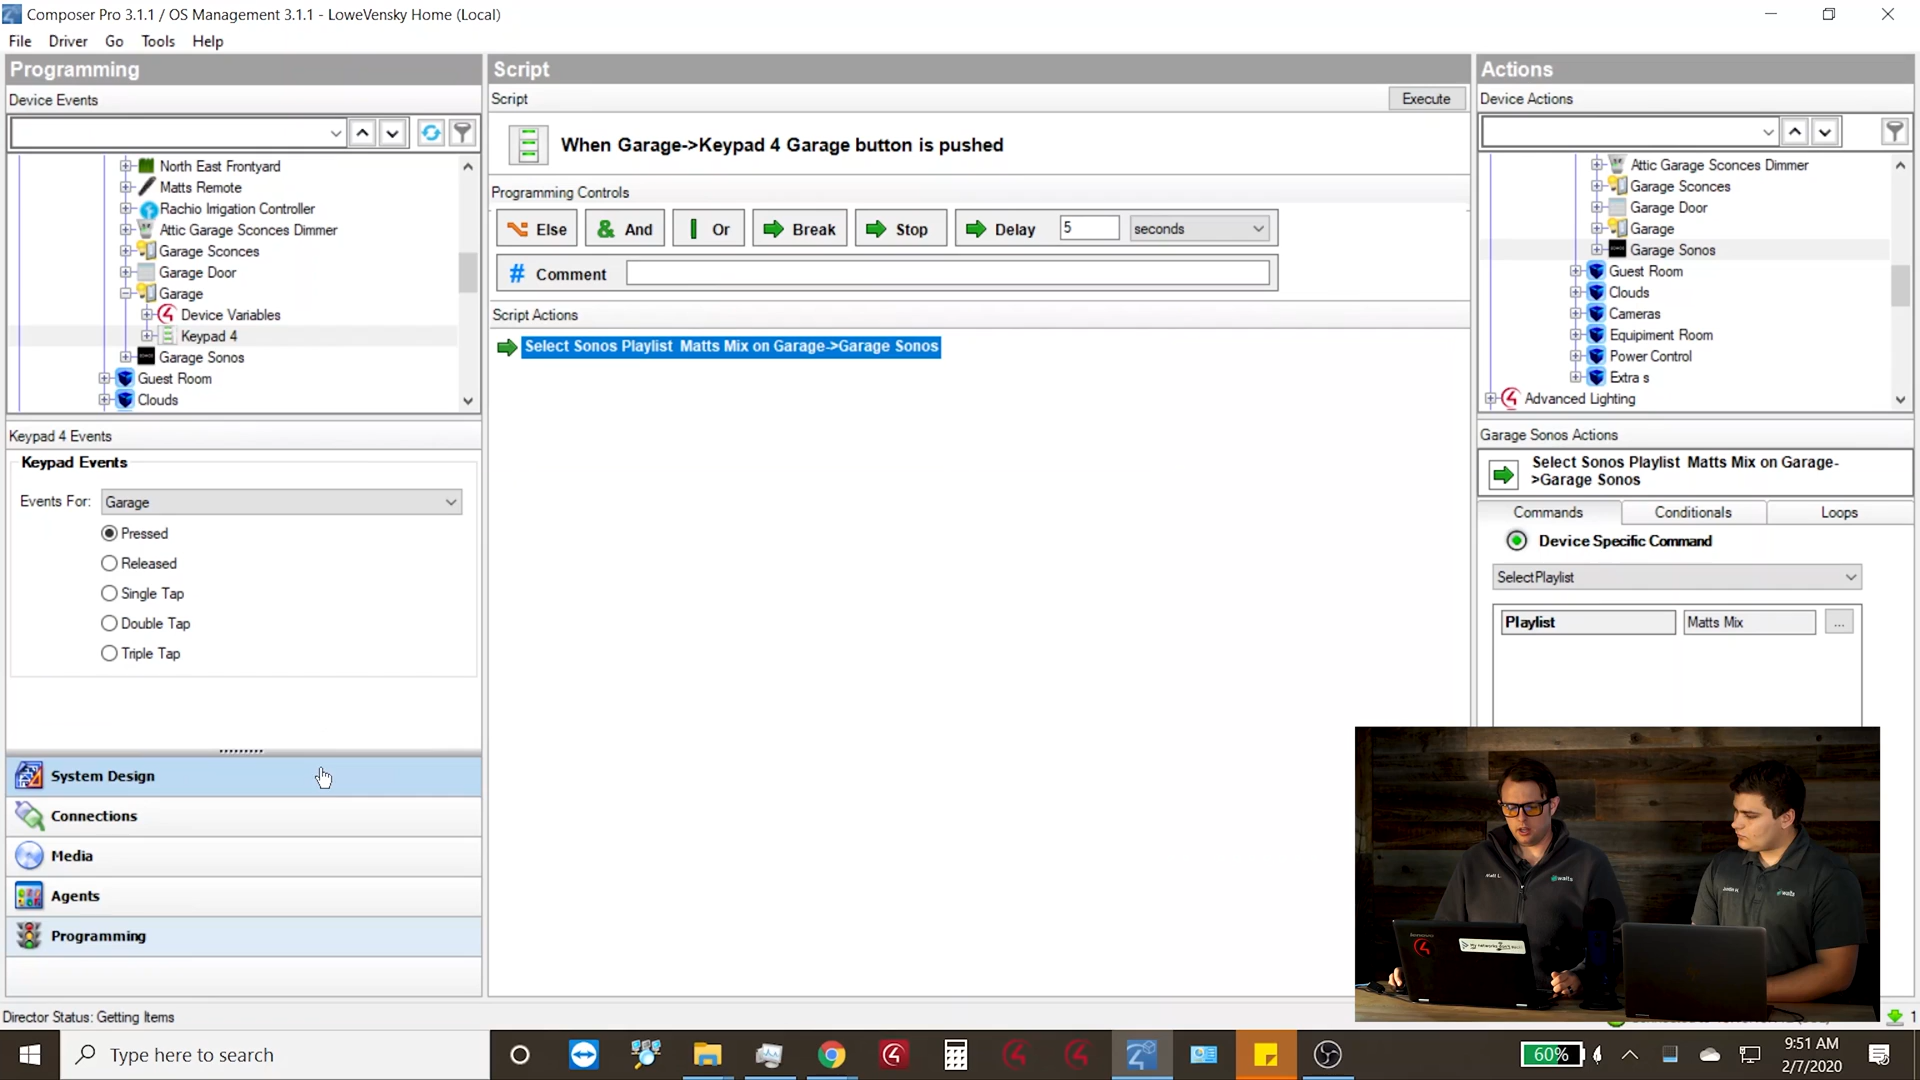 Composer Pro 3.1.1 / OS Management 3.1.1 - LoweVensky Home (Local)
File Driver Go Tools Help
Programming
Device Events
North East Frontyard
Matts Remote
Rachio Irrigation Controller
Attic Garage Sconces Dimmer
Garage Sconces
Garage Door
Garage
Device Variables
Keypad 4
Garage Sonos
Guest Room
Clouds
Keypad 4 Events
Keypad Events
Events For: Garage
Pressed
Released
Single Tap
Double Tap
Triple Tap
System Design
Connections
Media
Agents
Programming
Director Status: Getting Items
Script
Script Execute
When Garage->Keypad 4 Garage button is pushed
Programming Controls
Else And Or Break Stop Delay 5 seconds
# Comment
Script Actions
Select Sonos Playlist Matts Mix on Garage->Garage Sonos
Actions
Device Actions
Attic Garage Sconces Dimmer
Garage Sconces
Garage Door
Garage
Garage Sonos
Guest Room
Clouds
Cameras
Equipiment Room
Power Control
Extra s
Advanced Lighting
Garage Sonos Actions
Select Sonos Playlist Matts Mix on Garage-
>Garage Sonos
Commands Conditionals Loops
Device Specific Command
SelectPlaylist
Playlist Matts Mix ...
Matt L. watts
watts
1
Type here to search
60%
9:51 AM
2/7/2020